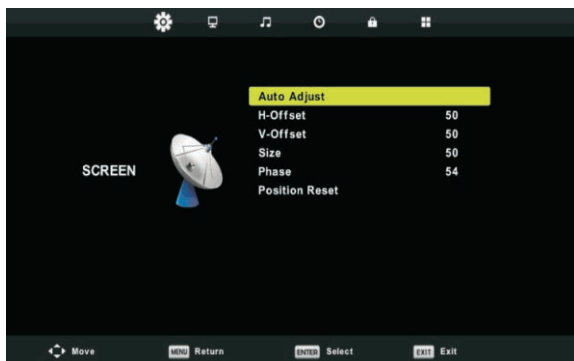 Auto Adjust
H-Offset 50
V-Offset 50
Size 50
SCREEN
Phase 54
Position Reset
Move MENU Return ENTER Select EXIT Exit